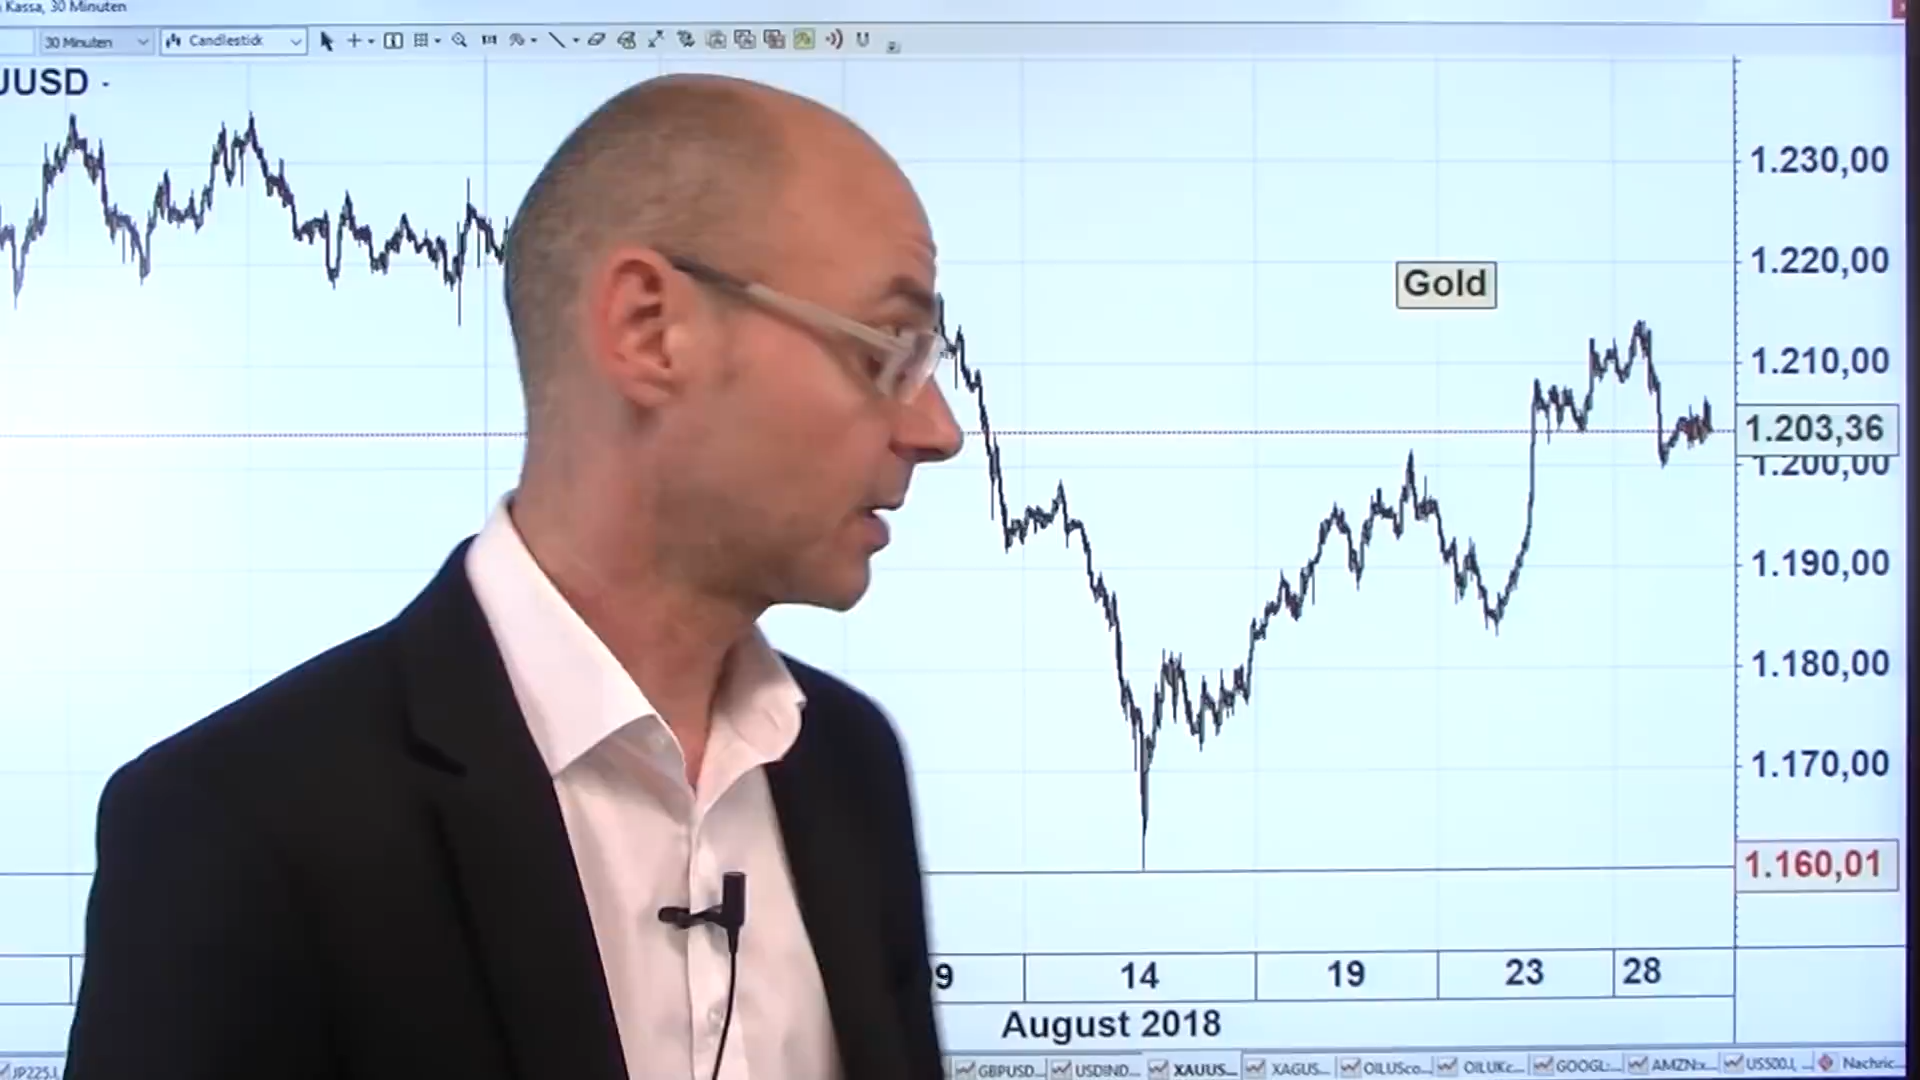 Kassa, 30 Minuten
30 Minuten
Candlestick
UUSD -
1.230,00
1.220,00
Gold
1.210,00
1.203,36
1.200,00
1.190,00
1.180,00
1.170,00
1.160,01
9 14 19 23 28
August 2018
JP225.I, GBPUSD... USDIND... XAUUS... XAGUS... OILUSco... OILUKc... GOOGL:... AMZN:x... US500.I, ... Nachric...